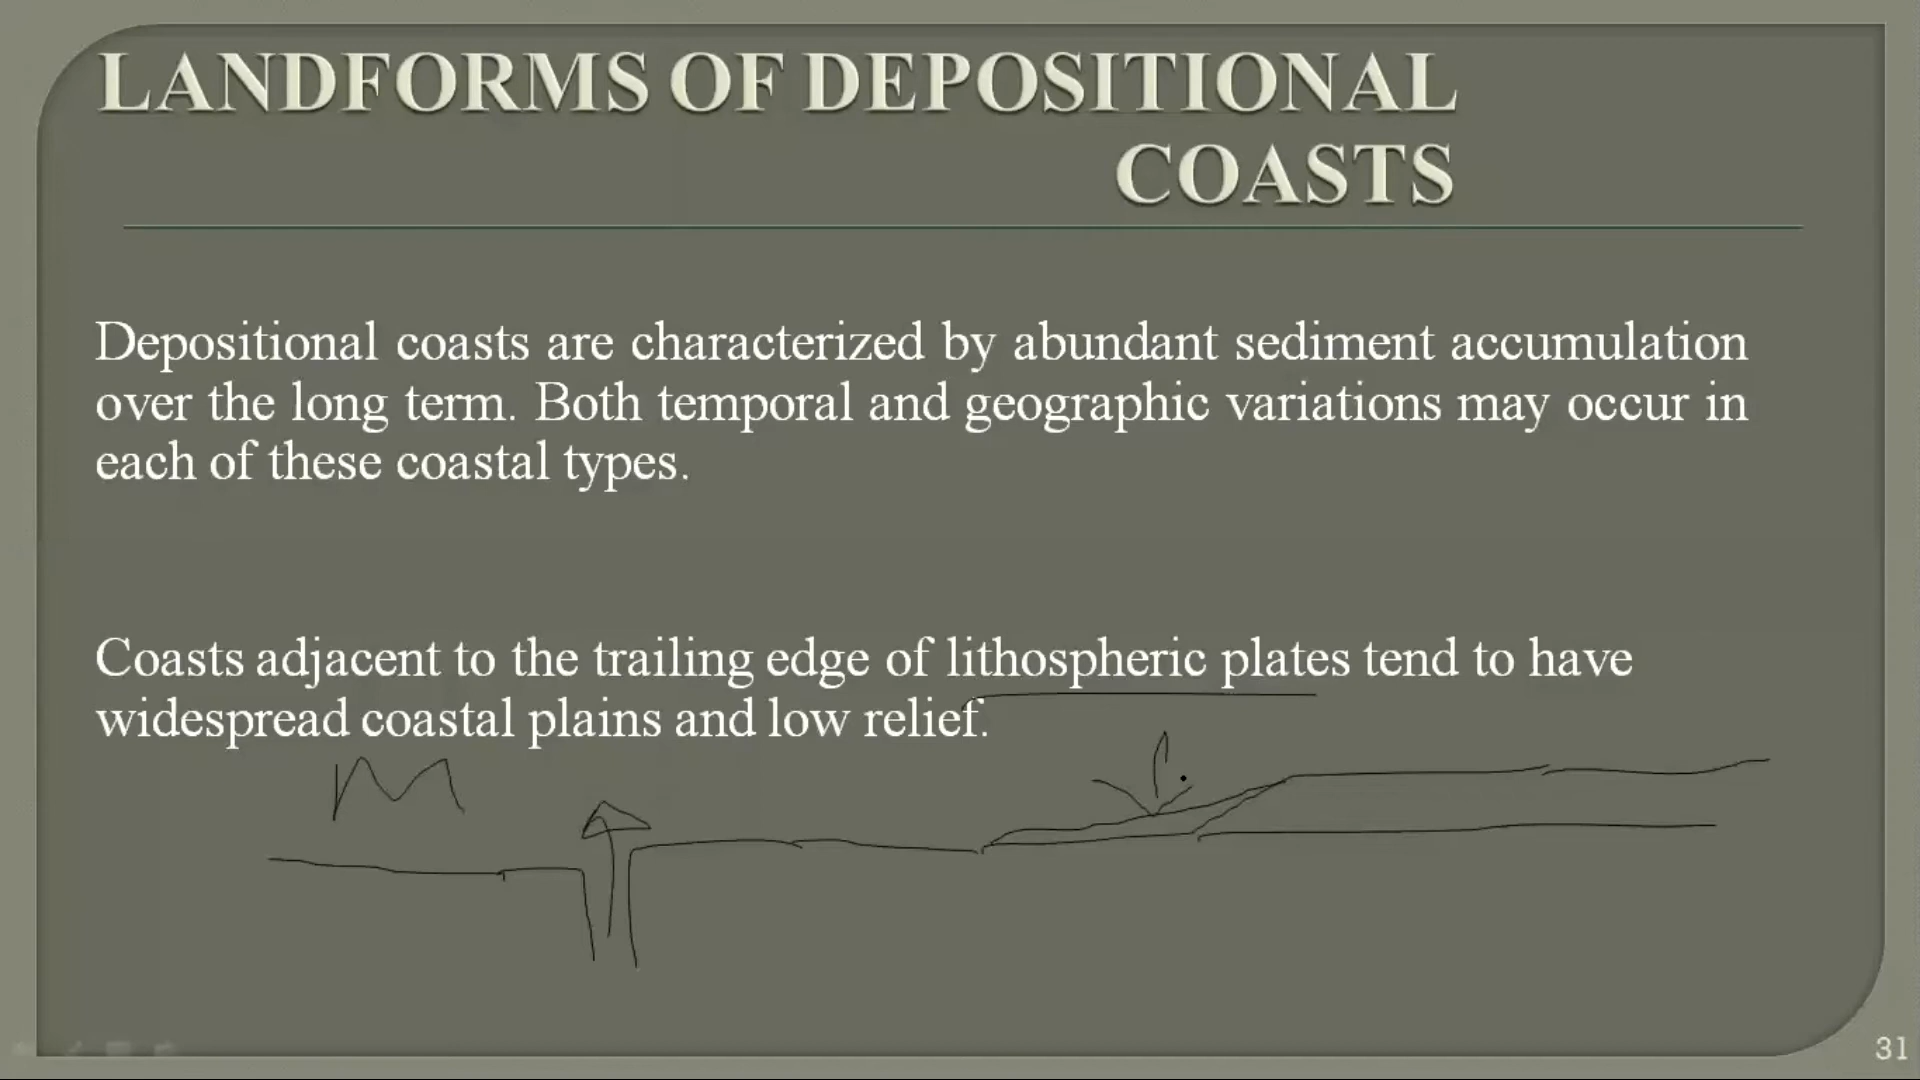 LANDFORMS OF DEPOSITIONAL
COASTS
Depositional coasts are characterized by abundant sediment accumulation
over the long term. Both temporal and geographic variations may occur in
each of these coastal types.
Coasts adjacent to the trailing edge of lithospheric plates tend to have
widespread coastal plains and low relief.
M
31